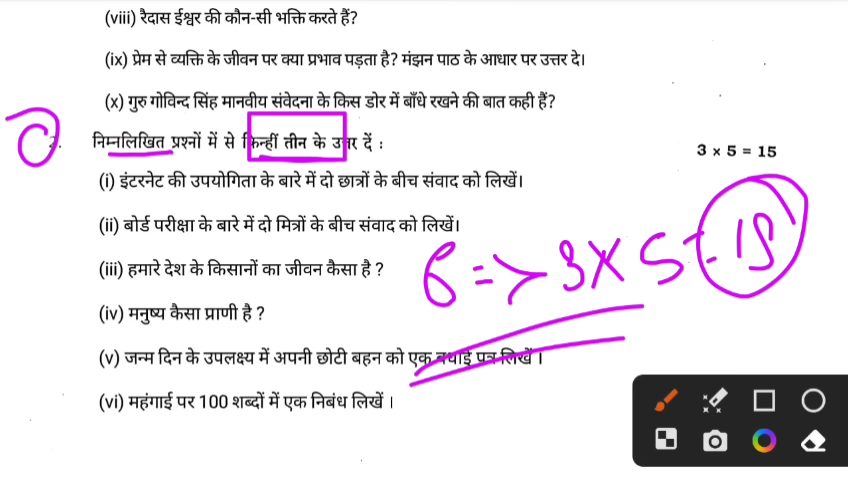 (viii) रैदास ईश्वर की कौन-सी भक्ति करते हैं?
(ix) प्रेम से व्यक्ति के जीवन पर क्या प्रभाव पड़ता है? मंझन पाठ के आधार पर उत्तर दे।
(x) गुरु गोविन्द सिंह मानवीय संवेदना के किस डोर में बाँधे रखने की बात कही हैं?
2. निम्नलिखित प्रश्नों में से किन्हीं तीन के उत्तर दें :
3 × 5 = 15
(i) इंटरनेट की उपयोगिता के बारे में दो छात्रों के बीच संवाद को लिखें।
(ii) बोर्ड परीक्षा के बारे में दो मित्रों के बीच संवाद को लिखें।
6 => 3 X 5 = 15
(iii) हमारे देश के किसानों का जीवन कैसा है ?
(iv) मनुष्य कैसा प्राणी है ?
(v) जन्म दिन के उपलक्ष्य में अपनी छोटी बहन को एक बधाई पत्र लिखें ।
(vi) महंगाई पर 100 शब्दों में एक निबंध लिखें ।